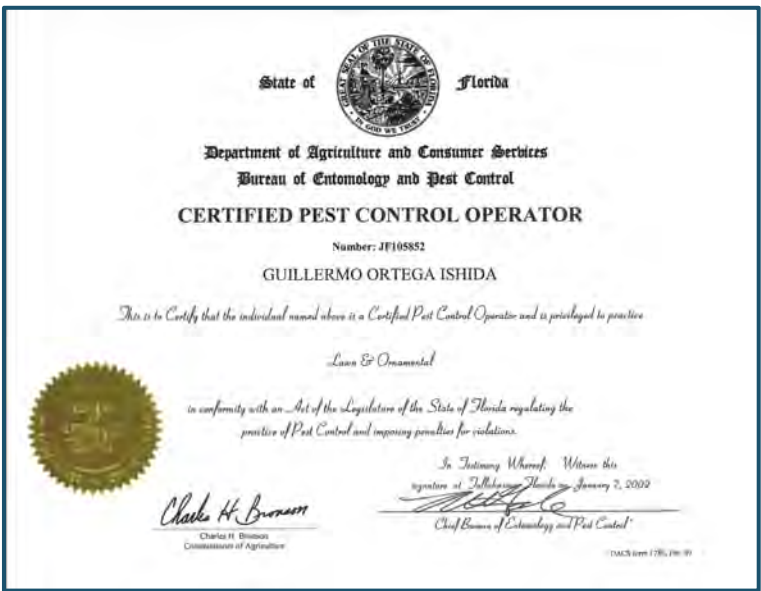 State of Florida
GREAT SEAL OF THE STATE OF FLORIDA
IN GOD WE TRUST
Department of Agriculture and Consumer Services
Bureau of Entomology and Pest Control
CERTIFIED PEST CONTROL OPERATOR
Number: JF105852
GUILLERMO ORTEGA ISHIDA
This is to Certify that the individual named above is a Certified Pest Control Operator and is privileged to practice
Lawn & Ornamental
in conformity with an Act of the Legislature of the State of Florida regulating the
practice of Pest Control and imposing penalties for violations.
In Testimony Whereof, Witness this
signature at Tallahassee, Florida on January 7, 2002
Charles H. Bronson
Charles H. Bronson
Commissioner of Agriculture
Chief Bureau of Entomology and Pest Control
DACS form